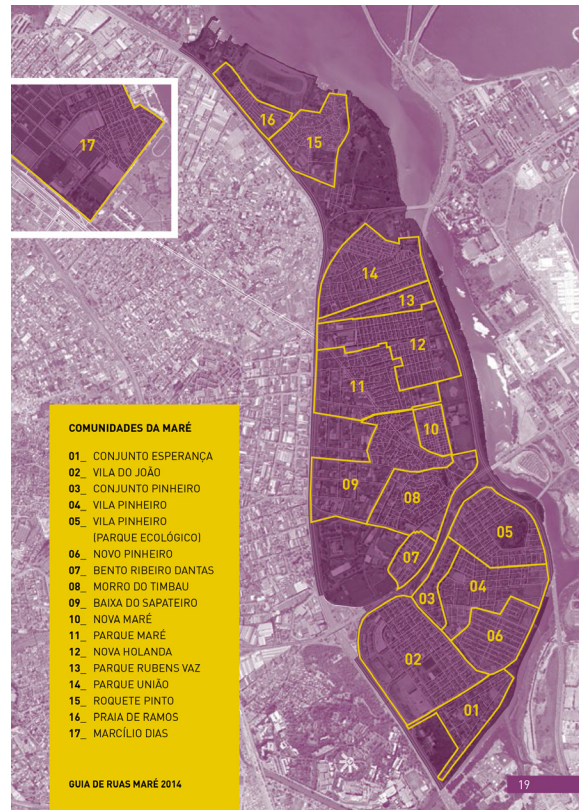 17
16
15
14
13
12
11
10
09
08
07
05
04
03
06
02
01
COMUNIDADES DA MARÉ
01_ CONJUNTO ESPERANÇA
02_ VILA DO JOÃO
03_ CONJUNTO PINHEIRO
04_ VILA PINHEIRO
05_ VILA PINHEIRO
(PARQUE ECOLÓGICO)
06_ NOVO PINHEIRO
07_ BENTO RIBEIRO DANTAS
08_ MORRO DO TIMBAU
09_ BAIXA DO SAPATEIRO
10_ NOVA MARÉ
11_ PARQUE MARÉ
12_ NOVA HOLANDA
13_ PARQUE RUBENS VAZ
14_ PARQUE UNIÃO
15_ ROQUETE PINTO
16_ PRAIA DE RAMOS
17_ MARCÍLIO DIAS
GUIA DE RUAS MARÉ 2014
19